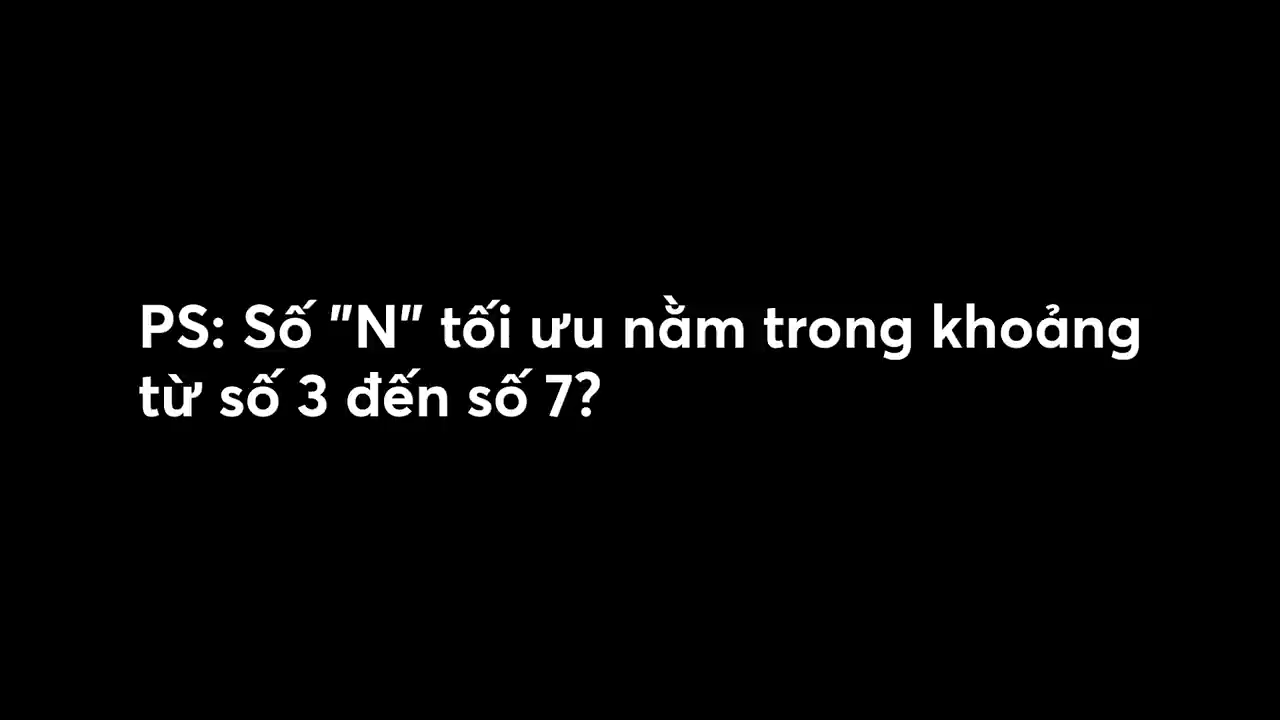 PS: Số "N" tối ưu nằm trong khoảng
từ số 3 đến số 7?